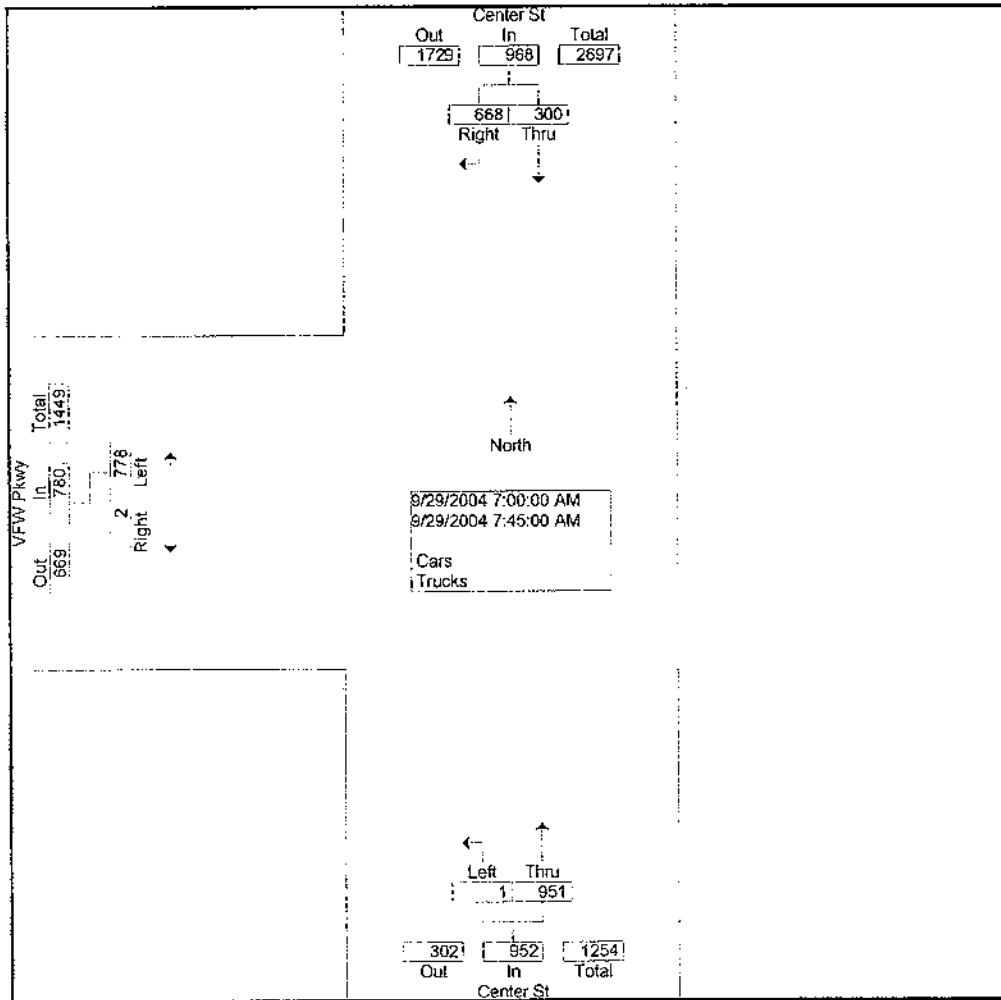 Center St
Out In Total
1729 968 2697
668 300
Right Thru
North
9/29/2004 7:00:00 AM
9/29/2004 7:45:00 AM
Cars
Trucks
VFW Pkwy
Out In Total
669 780 1449
2 778
Right Left
Left Thru
1 951
302 952 1254
Out In Total
Center St